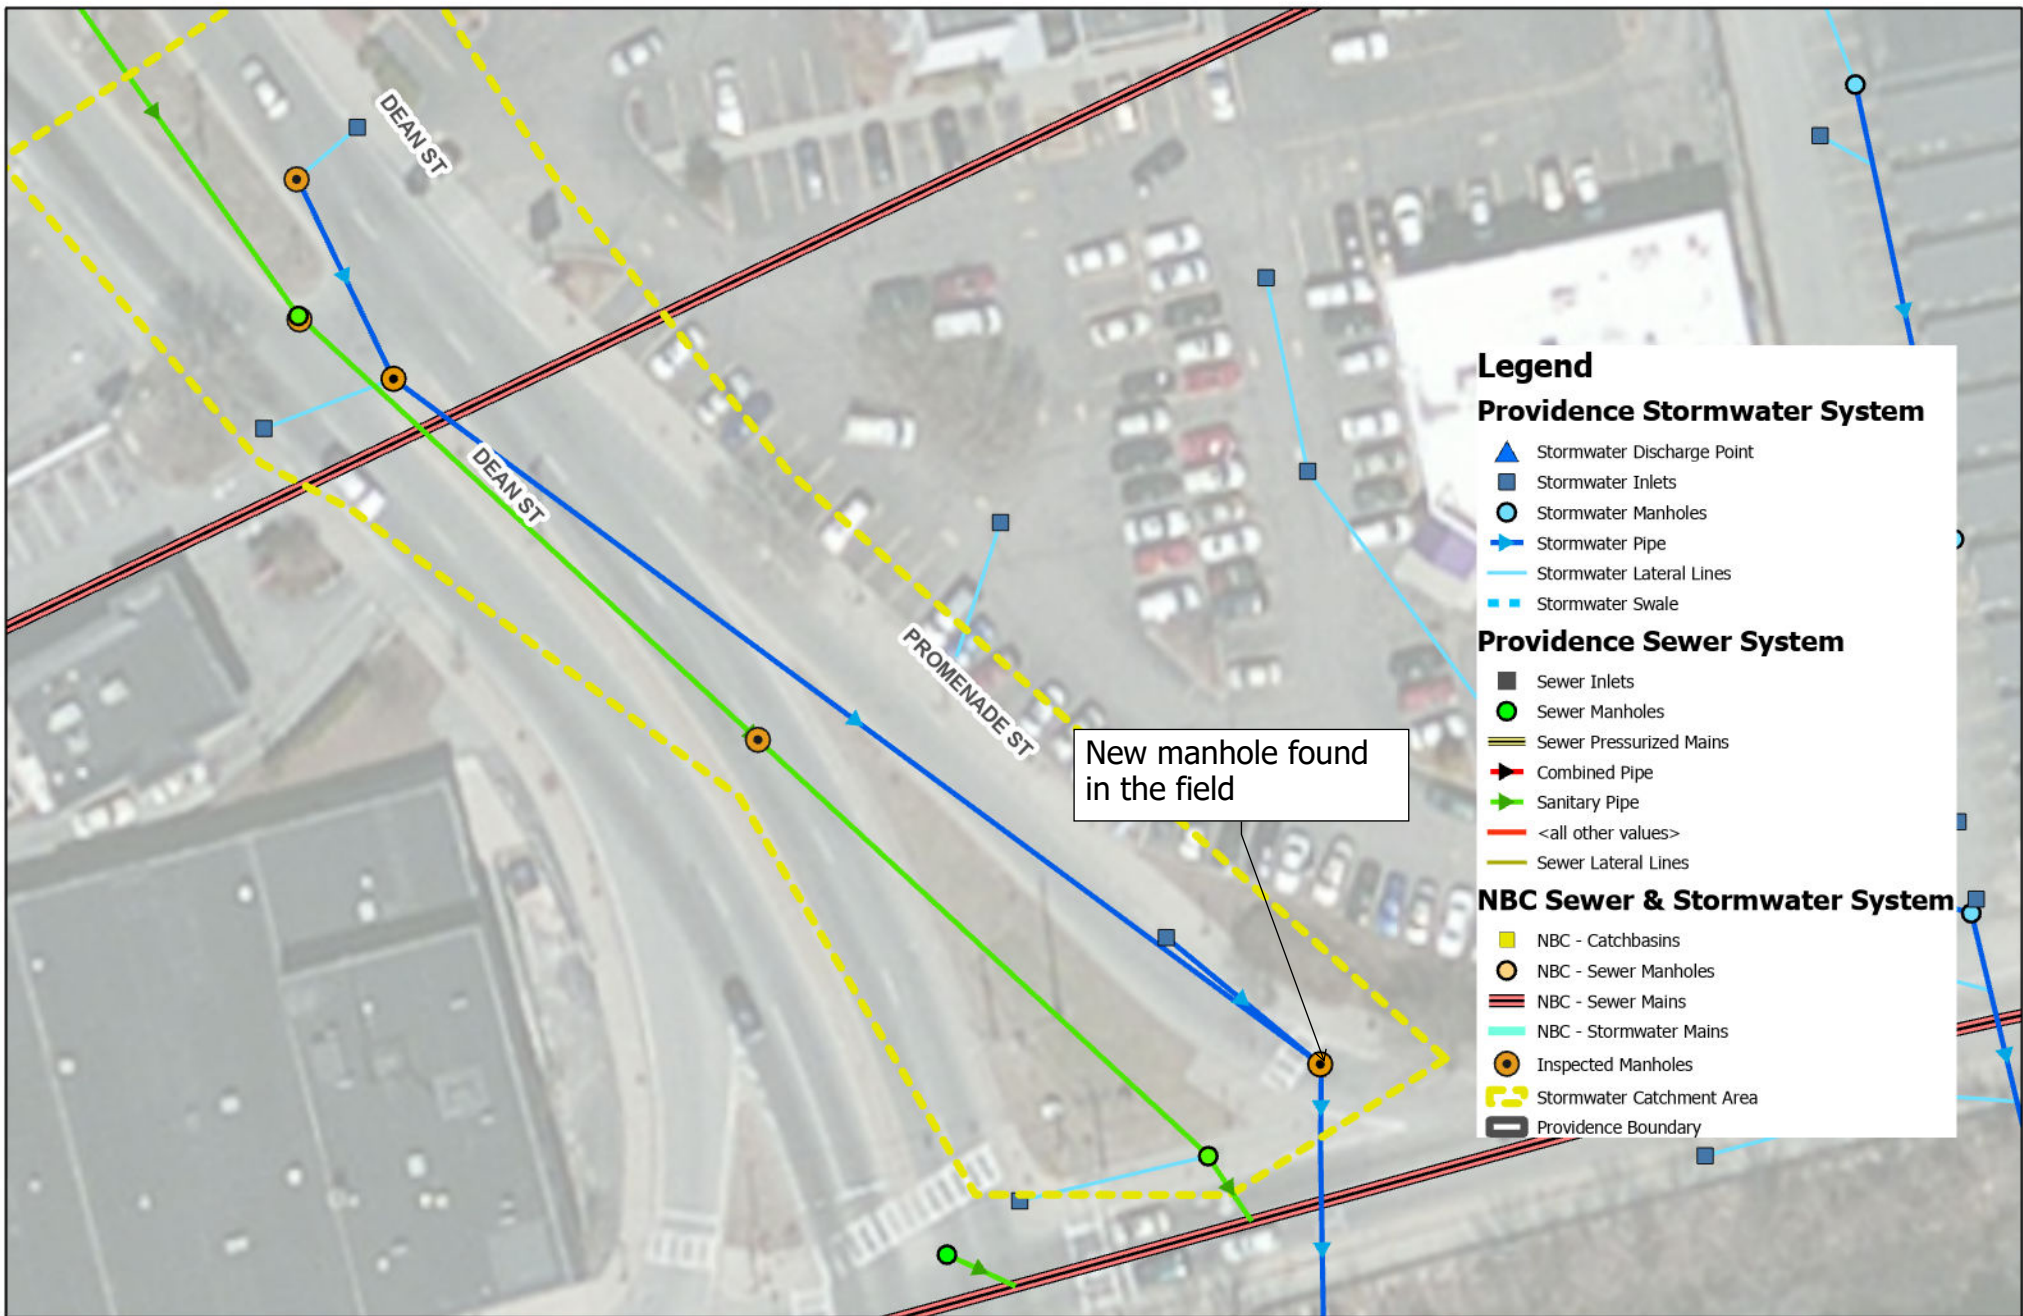 DEAN ST
DEAN ST
PROMENADE ST
New manhole found
in the field
Legend
Providence Stormwater System
Stormwater Discharge Point
Stormwater Inlets
Stormwater Manholes
Stormwater Pipe
Stormwater Lateral Lines
Stormwater Swale
Providence Sewer System
Sewer Inlets
Sewer Manholes
Sewer Pressurized Mains
Combined Pipe
Sanitary Pipe
<all other values>
Sewer Lateral Lines
NBC Sewer & Stormwater System
NBC - Catchbasins
NBC - Sewer Manholes
NBC - Sewer Mains
NBC - Stormwater Mains
Inspected Manholes
Stormwater Catchment Area
Providence Boundary